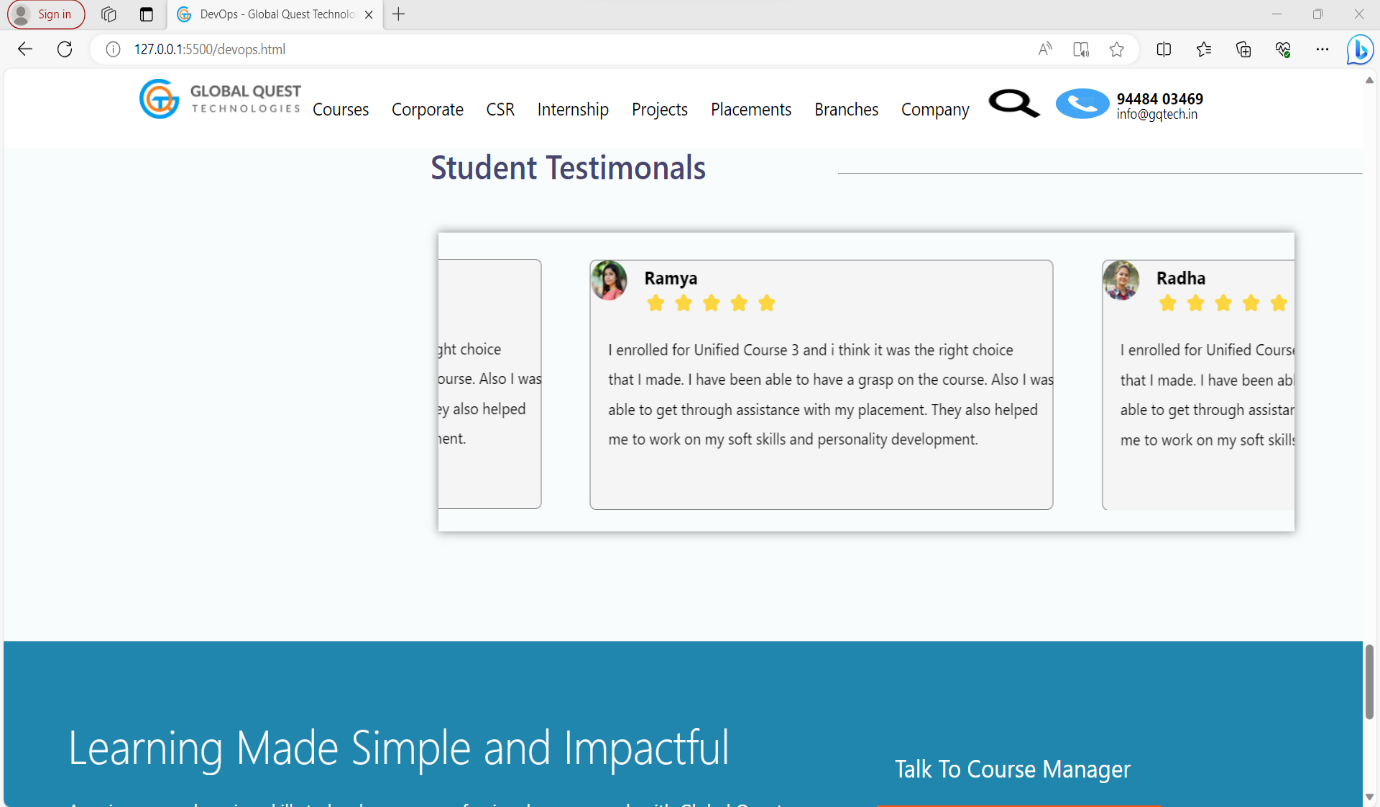 Sign in
DevOps - Global Quest Technolo
127.0.0.1:5500/devops.html
GLOBAL QUEST
TECHNOLOGIES
Courses Corporate CSR Internship Projects Placements Branches Company
94484 03469
info@gqtech.in
Student Testimonals
ght choice
ourse. Also I was
ey also helped
ent.
Ramya
I enrolled for Unified Course 3 and i think it was the right choice
that I made. I have been able to have a grasp on the course. Also I was
able to get through assistance with my placement. They also helped
me to work on my soft skills and personality development.
Radha
I enrolled for Unified Course
that I made. I have been abl
able to get through assistan
me to work on my soft skills
Learning Made Simple and Impactful
Talk To Course Manager